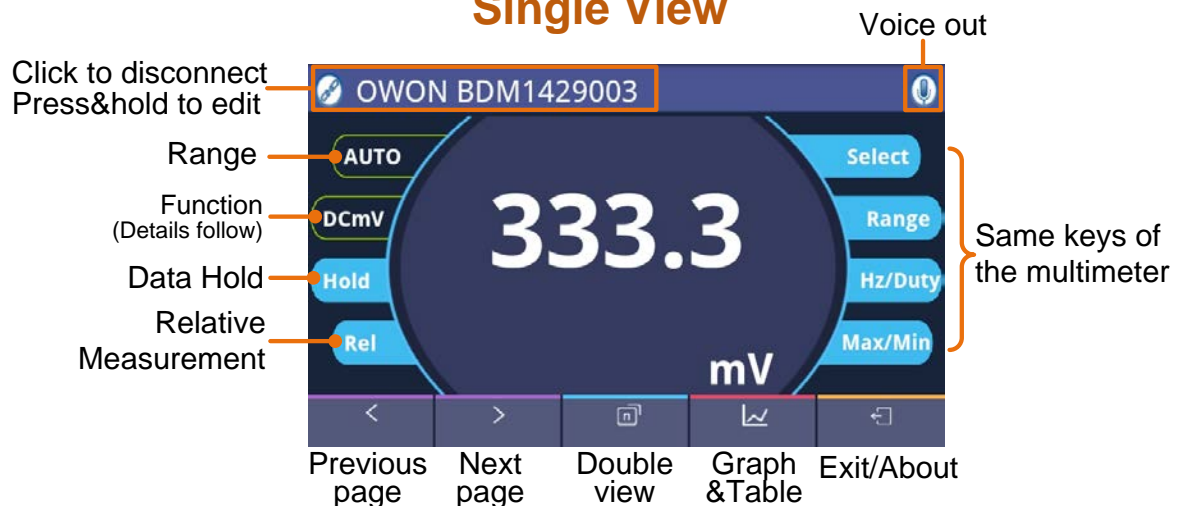 Single View
Voice out
Click to disconnect
Press&hold to edit
OWON BDM1429003
Range
AUTO
Select
Function
(Details follow)
DCmV
333.3
Range
Same keys of
the multimeter
Data Hold
Hold
Hz/Duty
Relative
Measurement
Rel
Max/Min
mV
< > n
Previous
page
Next
page
Double
view
Graph
&Table
Exit/About